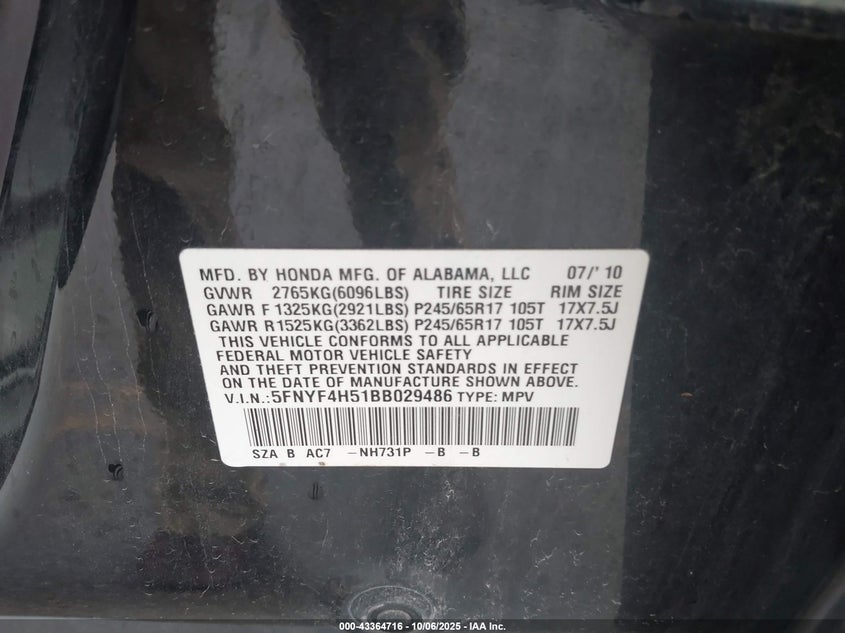 MFD. BY HONDA MFG. OF ALABAMA, LLC 07/'10
GVWR 2765KG(6096LBS) TIRE SIZE RIM SIZE
GAWR F 1325KG(2921LBS) P245/65R17 105T 17X7.5J
GAWR R 1525KG(3362LBS) P245/65R17 105T 17X7.5J
THIS VEHICLE CONFORMS TO ALL APPLICABLE
FEDERAL MOTOR VEHICLE SAFETY
AND THEFT PREVENTION STANDARDS IN EFFECT
ON THE DATE OF MANUFACTURE SHOWN ABOVE.
V.I.N.:5FNYF4H51BB029486 TYPE: MPV
SZA B AC7 -NH731P -B -B
000-43364716 - 10/06/2025 - IAA Inc.